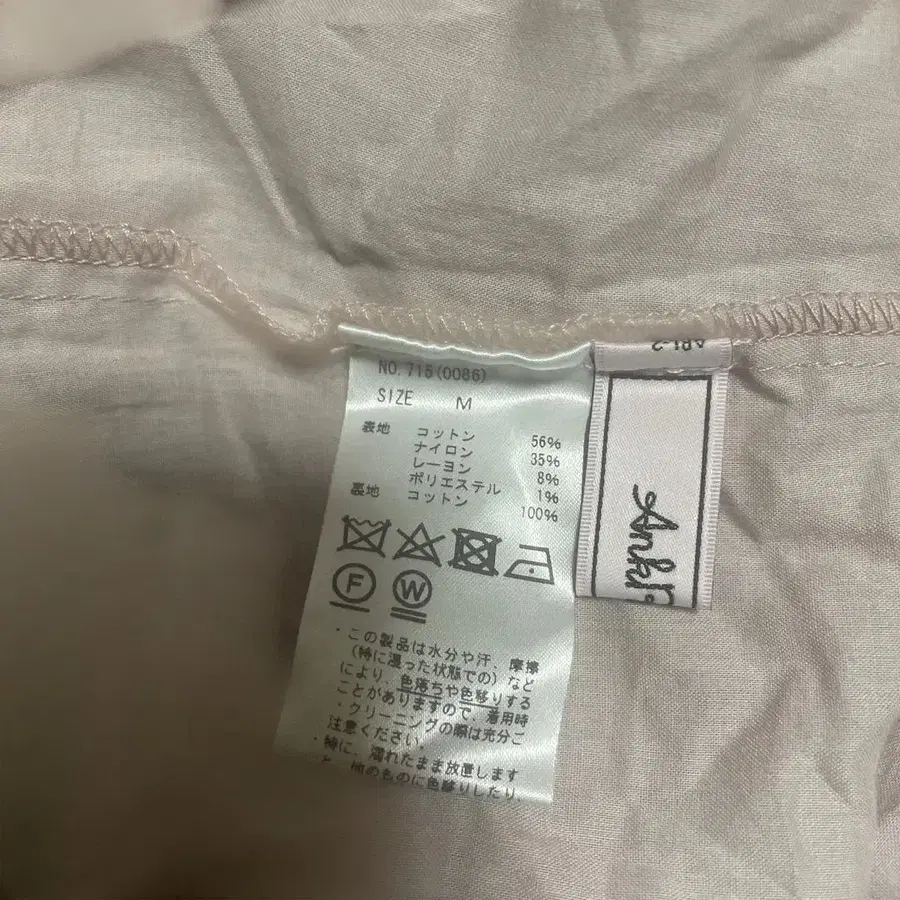 NO. 715(0086)
SIZE M
表地 コットン 56%
ナイロン 35%
レーヨン 8%
ポリエステル 1%
裏地 コットン 100%
F W
・この製品は水分や汗、摩擦
(特に湿った状態での)など
により、色落ちや色移りする
ことがありますので、着用時
・クリーニングの際は充分ご
注意ください。
・特に、濡れたまま放置します
と、他のものに色移りしたり、
API-2